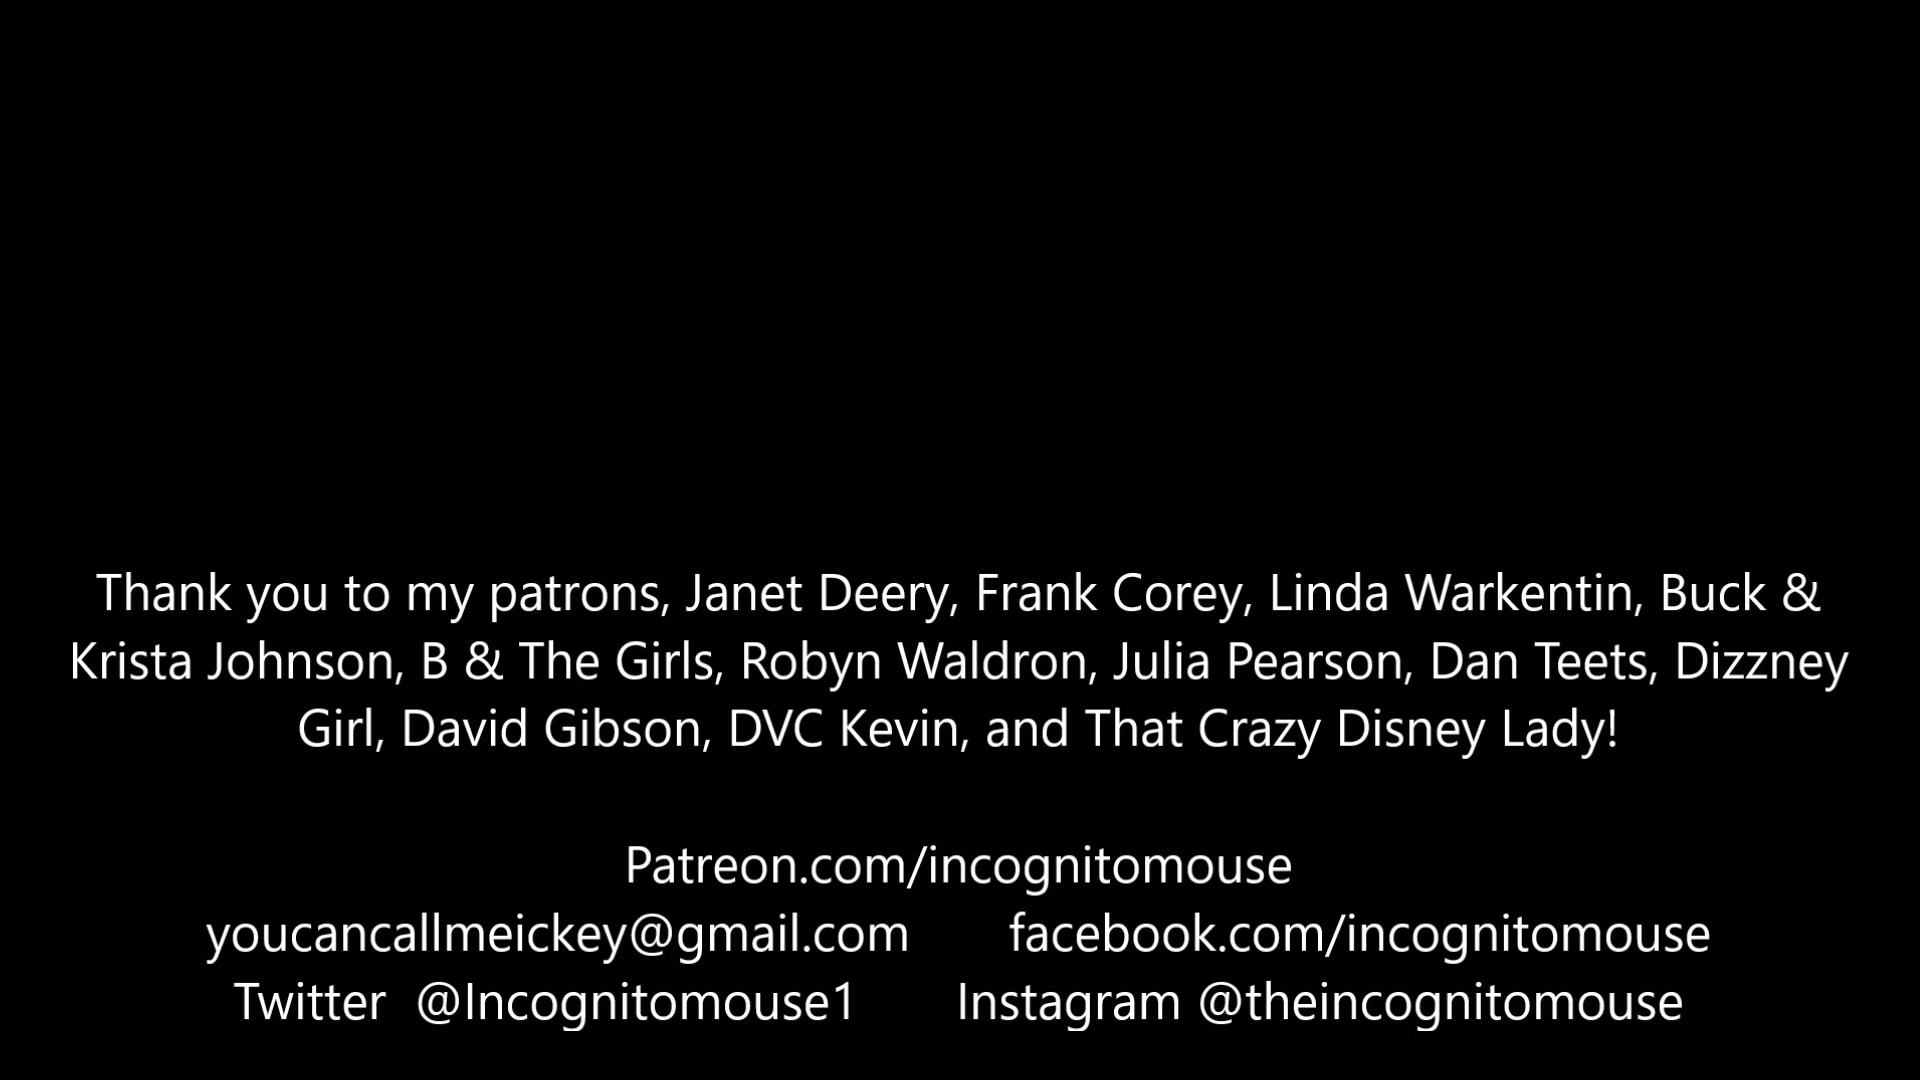 Thank you to my patrons, Janet Deery, Frank Corey, Linda Warkentin, Buck &
Krista Johnson, B & The Girls, Robyn Waldron, Julia Pearson, Dan Teets, Dizzney
Girl, David Gibson, DVC Kevin, and That Crazy Disney Lady!
Patreon.com/incognitomouse
youcancallmeickey@gmail.com facebook.com/incognitomouse
Twitter @Incognitomouse1 Instagram @theincognitomouse